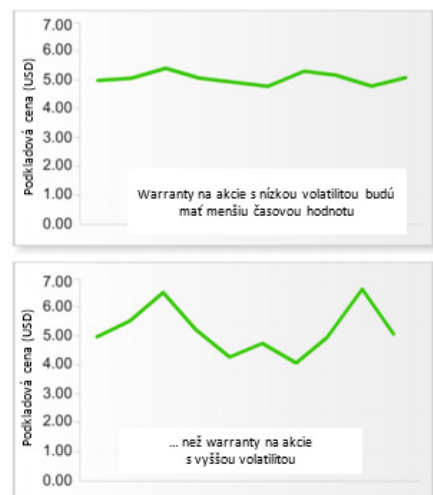 Podkladová cena (USD)
7.00
6.00
5.00
4.00
3.00
2.00
1.00
0.00
Warranty na akcie s nízkou volatilitou budú
mať menšiu časovou hodnotu
Podkladová cena (USD)
7.00
6.00
5.00
4.00
3.00
2.00
1.00
0.00
... než warranty na akcie
s vyššou volatilitou